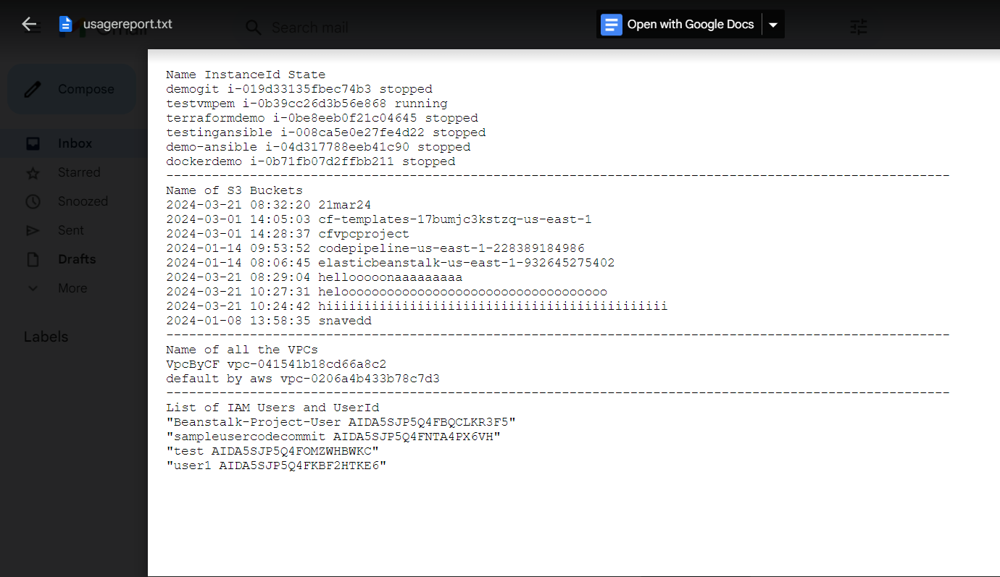 usagereport.txt
Gmail
Search mail
Open with Google Docs
Compose
Inbox
Starred
Snoozed
Sent
Drafts
More
Labels
Name InstanceId State
demogit i-019d33135fbec74b3 stopped
testvmpem i-0b39cc26d3b56e868 running
terraformdemo i-0be8eeb0f21c04645 stopped
testingansible i-008ca5e0e27fe4d22 stopped
demo-ansible i-04d317788eeb41c90 stopped
dockerdemo i-0b71fb07d2ffbb211 stopped
-------------------------------------------------------------------------------------------------------
Name of S3 Buckets
2024-03-21 08:32:20 21mar24
2024-03-01 14:05:03 cf-templates-17bumjc3kstzq-us-east-1
2024-03-01 14:28:37 cfvpcproject
2024-01-14 09:53:52 codepipeline-us-east-1-228389184986
2024-01-14 08:06:45 elasticbeanstalk-us-east-1-932645275402
2024-03-21 08:29:04 hellooooonaaaaaaaaa
2024-03-21 10:27:31 helooooooooooooooooooooooooooooooooooo
2024-03-21 10:24:42 hiiiiiiiiiiiiiiiiiiiiiiiiiiiiiiiiiiiiiiiiiiiii
2024-01-08 13:58:35 snavedd
-------------------------------------------------------------------------------------------------------
Name of all the VPCs
VpcByCF vpc-041541b18cd66a8c2
default by aws vpc-0206a4b433b78c7d3
-------------------------------------------------------------------------------------------------------
List of IAM Users and UserId
"Beanstalk-Project-User AIDA5SJP5Q4FBQCLKR3F5"
"sampleusercodecommit AIDA5SJP5Q4FNTA4PX6VH"
"test AIDA5SJP5Q4FOMZWHBWKC"
"user1 AIDA5SJP5Q4FKBF2HTKE6"